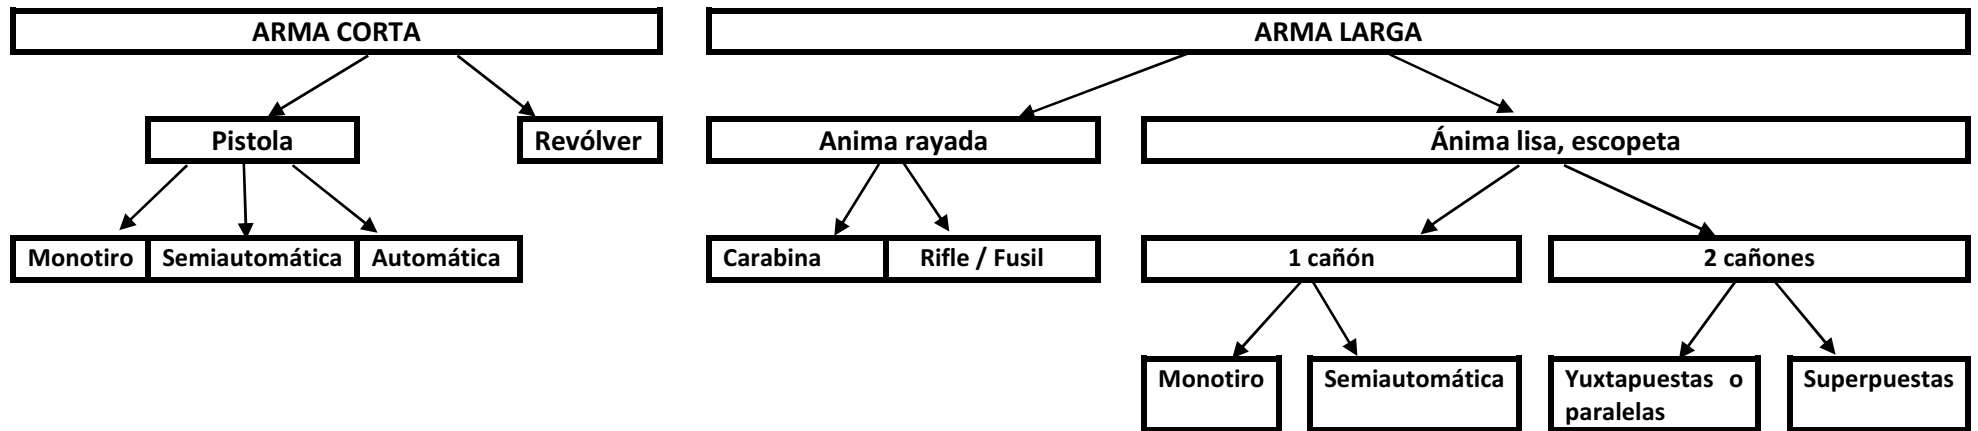 ARMA CORTA
ARMA LARGA
Pistola
Revólver
Anima rayada
Ánima lisa, escopeta
Monotiro
Semiautomática
Automática
Carabina
Rifle / Fusil
1 cañón
2 cañones
Monotiro
Semiautomática
Yuxtapuestas o
paralelas
Superpuestas